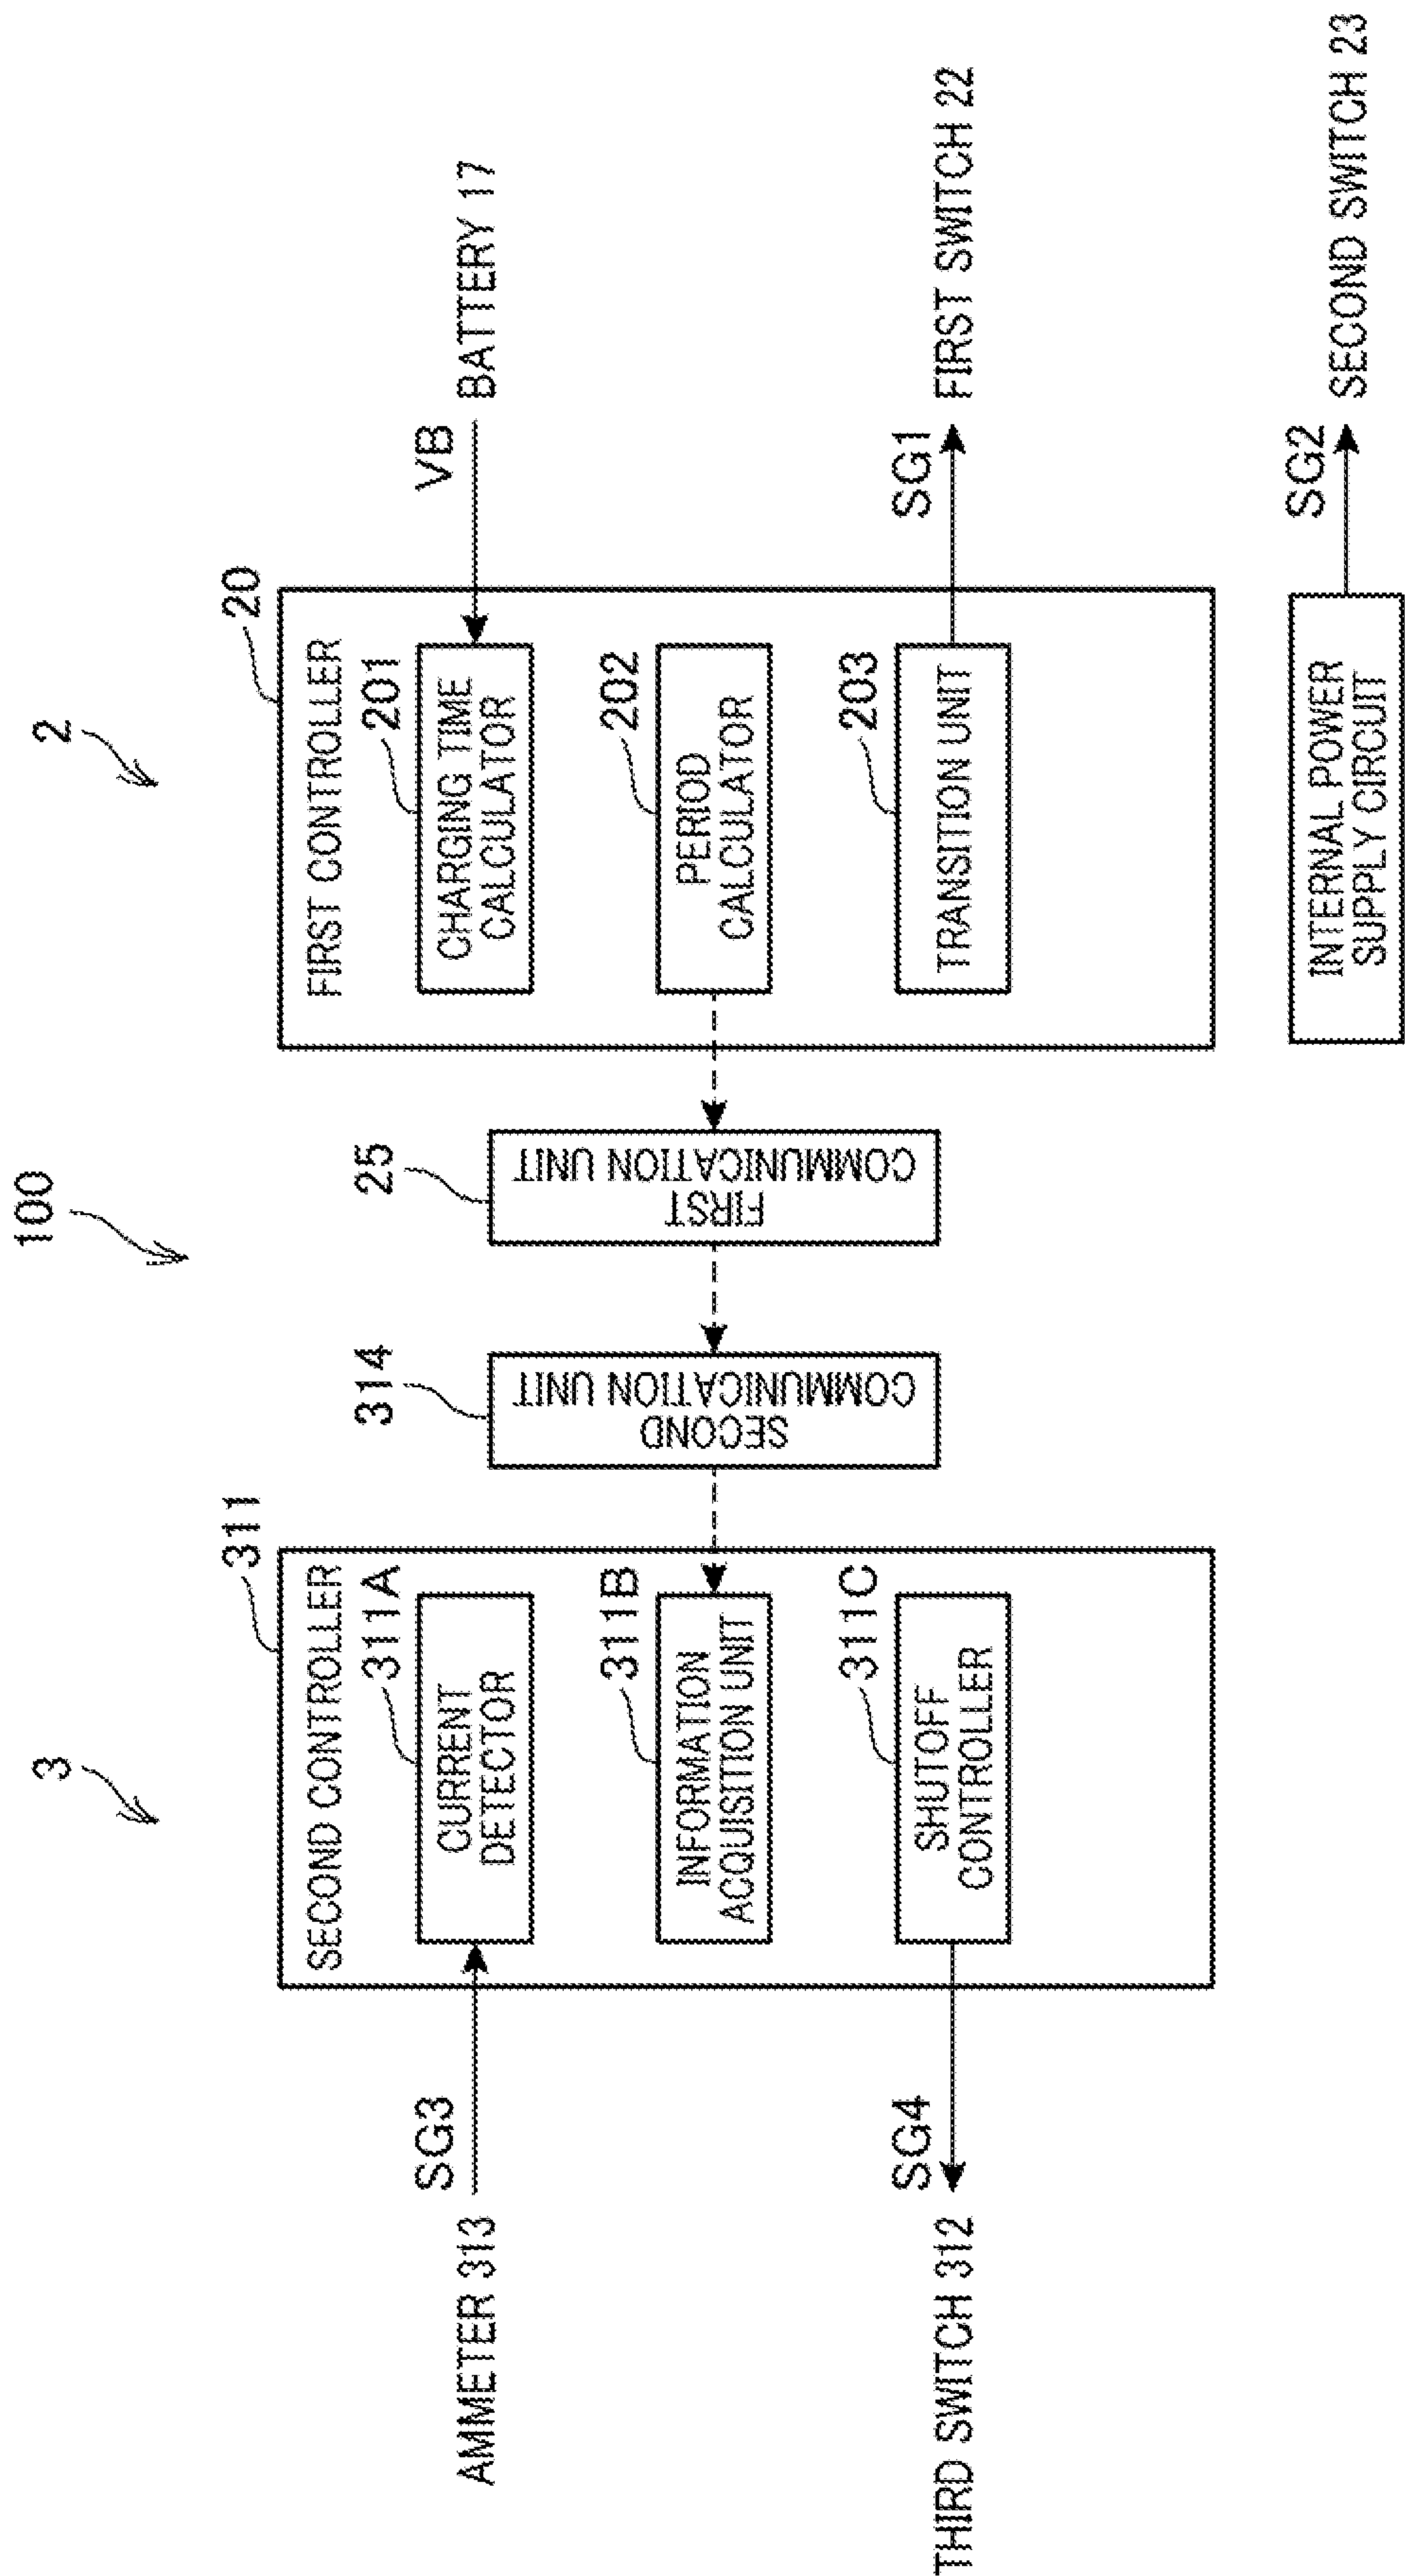 100
3
2
SECOND CONTROLLER
311
FIRST CONTROLLER
20
AMMETER 313
SG3
CURRENT
DETECTOR
311A
314
25
CHARGING TIME
CALCULATOR
201
VB
BATTERY 17
INFORMATION
ACQUISITION UNIT
311B
SECOND
COMMUNICATION UNIT
FIRST
COMMUNICATION UNIT
PERIOD
CALCULATOR
202
THIRD SWITCH 312
SG4
SHUTOFF
CONTROLLER
311C
TRANSITION UNIT
203
SG1
FIRST SWITCH 22
INTERNAL POWER
SUPPLY CIRCUIT
SG2
SECOND SWITCH 23